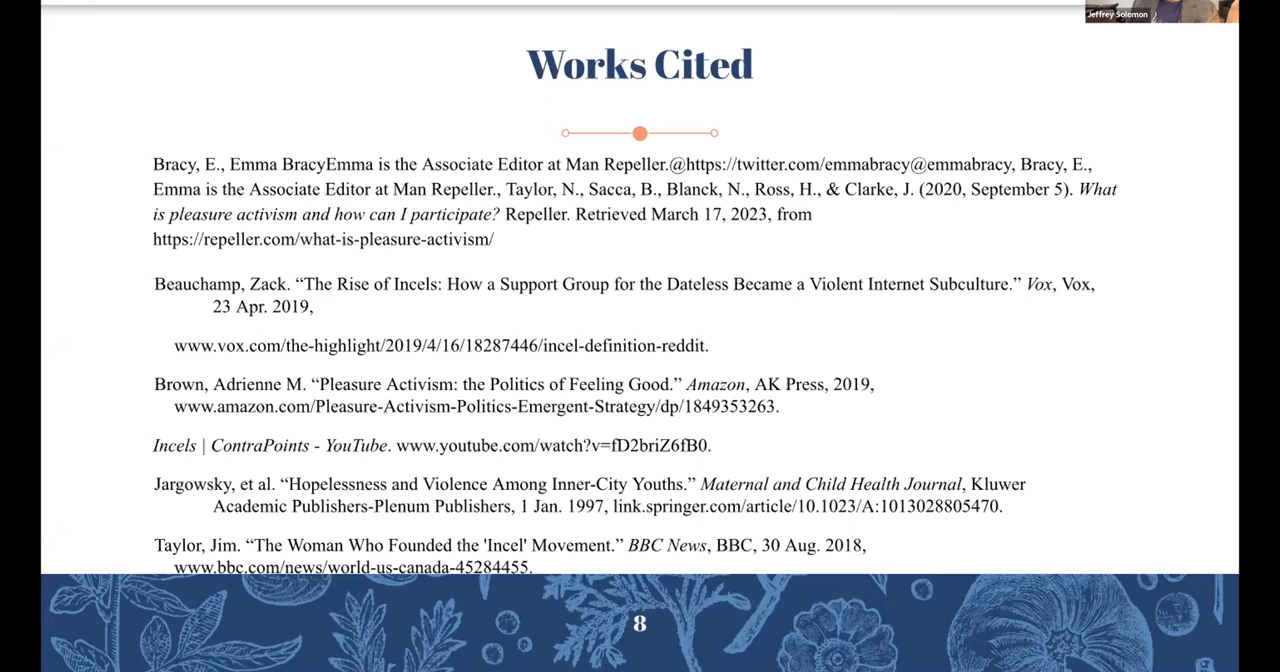 Jeffrey Solomon
Works Cited
Bracy, E., Emma BracyEmma is the Associate Editor at Man Repeller.@https://twitter.com/emmabracy@emmabracy, Bracy, E.,
Emma is the Associate Editor at Man Repeller., Taylor, N., Sacca, B., Blanck, N., Ross, H., & Clarke, J. (2020, September 5). What
is pleasure activism and how can I participate? Repeller. Retrieved March 17, 2023, from
https://repeller.com/what-is-pleasure-activism/
Beauchamp, Zack. “The Rise of Incels: How a Support Group for the Dateless Became a Violent Internet Subculture.” Vox, Vox,
23 Apr. 2019,
www.vox.com/the-highlight/2019/4/16/18287446/incel-definition-reddit.
Brown, Adrienne M. “Pleasure Activism: the Politics of Feeling Good.” Amazon, AK Press, 2019,
www.amazon.com/Pleasure-Activism-Politics-Emergent-Strategy/dp/1849353263.
Incels | ContraPoints - YouTube. www.youtube.com/watch?v=fD2briZ6fB0.
Jargowsky, et al. “Hopelessness and Violence Among Inner-City Youths.” Maternal and Child Health Journal, Kluwer
Academic Publishers-Plenum Publishers, 1 Jan. 1997, link.springer.com/article/10.1023/A:1013028805470.
Taylor, Jim. “The Woman Who Founded the 'Incel' Movement.” BBC News, BBC, 30 Aug. 2018,
www.bbc.com/news/world-us-canada-45284455.
8